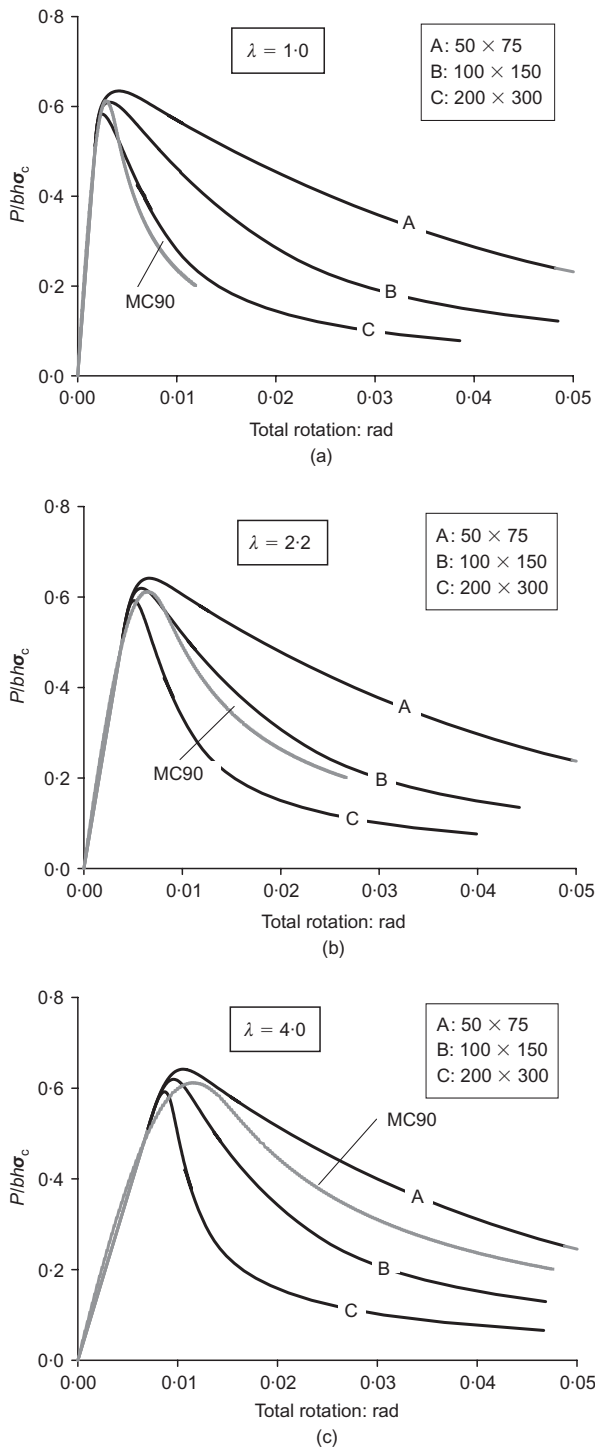 0·8
λ = 1·0
A: 50 × 75
B: 100 × 150
C: 200 × 300
0·6
P/bhσc
0·4
A
0·2
MC90
B
C
0·0
0·00 0·01 0·02 0·03 0·04 0·05
Total rotation: rad
(a)
0·8
λ = 2·2
A: 50 × 75
B: 100 × 150
C: 200 × 300
0·6
P/bhσc
0·4
A
0·2
MC90
B
C
0·0
0·00 0·01 0·02 0·03 0·04 0·05
Total rotation: rad
(b)
0·8
λ = 4·0
A: 50 × 75
B: 100 × 150
C: 200 × 300
0·6
MC90
P/bhσc
0·4
A
0·2
B
C
0·0
0·00 0·01 0·02 0·03 0·04 0·05
Total rotation: rad
(c)